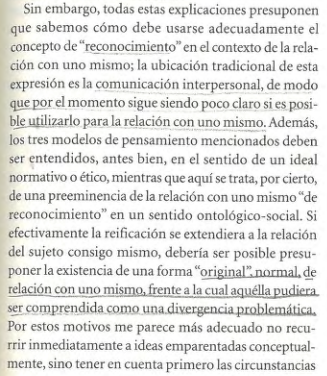 Sin embargo, todas estas explicaciones presuponen
que sabemos cómo debe usarse adecuadamente el
concepto de “reconocimiento” en el contexto de la rela-
ción con uno mismo; la ubicación tradicional de esta
expresión es la comunicación interpersonal, de modo
que por el momento sigue siendo poco claro si es posi-
ble utilizarlo para la relación con uno mismo. Además,
los tres modelos de pensamiento mencionados deben
ser entendidos, antes bien, en el sentido de un ideal
normativo o ético, mientras que aquí se trata, por cierto,
de una preeminencia de la relación con uno mismo “de
reconocimiento” en un sentido ontológico-social. Si
efectivamente la reificación se extendiera a la relación
del sujeto consigo mismo, debería ser posible presu-
poner la existencia de una forma “original”, normal, de
relación con uno mismo, frente a la cual aquélla pudiera
ser comprendida como una divergencia problemática.
Por estos motivos me parece más adecuado no recu-
rrir inmediatamente a ideas emparentadas conceptual-
mente, sino tener en cuenta primero las circunstancias